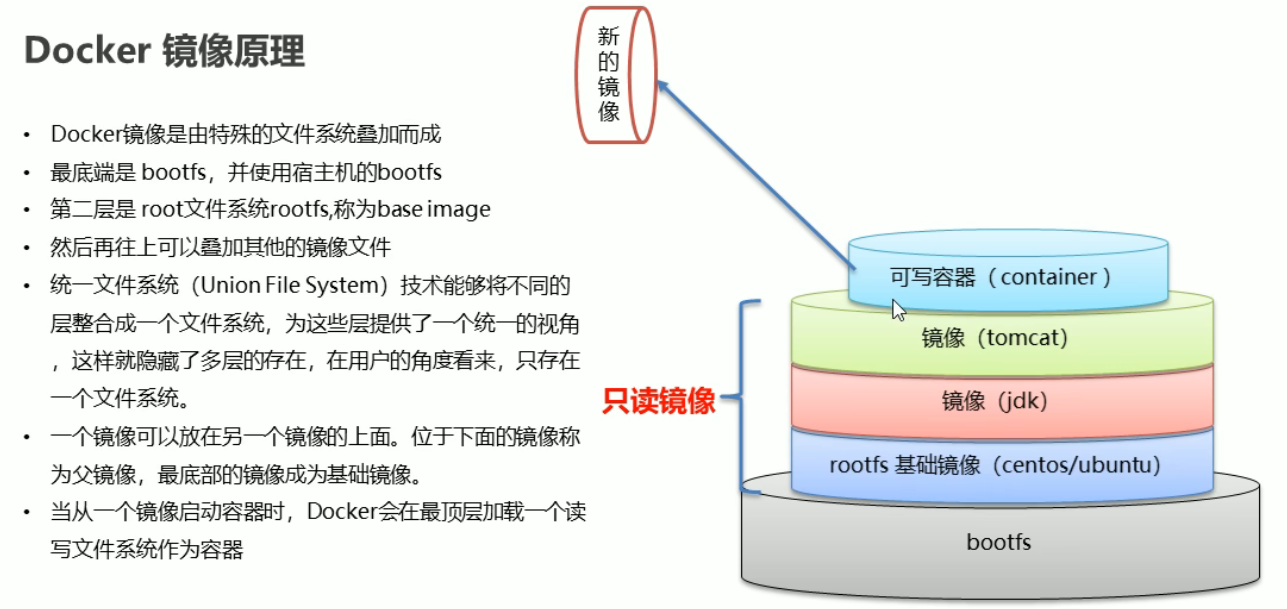 Docker 镜像原理
• Docker镜像是由特殊的文件系统叠加而成
• 最底端是 bootfs，并使用宿主机的bootfs
• 第二层是 root文件系统rootfs,称为base image
• 然后再往上可以叠加其他的镜像文件
• 统一文件系统（Union File System）技术能够将不同的
层整合成一个文件系统，为这些层提供了一个统一的视角
，这样就隐藏了多层的存在，在用户的角度看来，只存在
一个文件系统。
• 一个镜像可以放在另一个镜像的上面。位于下面的镜像称
为父镜像，最底部的镜像成为基础镜像。
• 当从一个镜像启动容器时，Docker会在最顶层加载一个读
写文件系统作为容器
新的镜像
可写容器（container）
镜像（tomcat）
只读镜像
镜像（jdk）
rootfs 基础镜像（centos/ubuntu）
bootfs